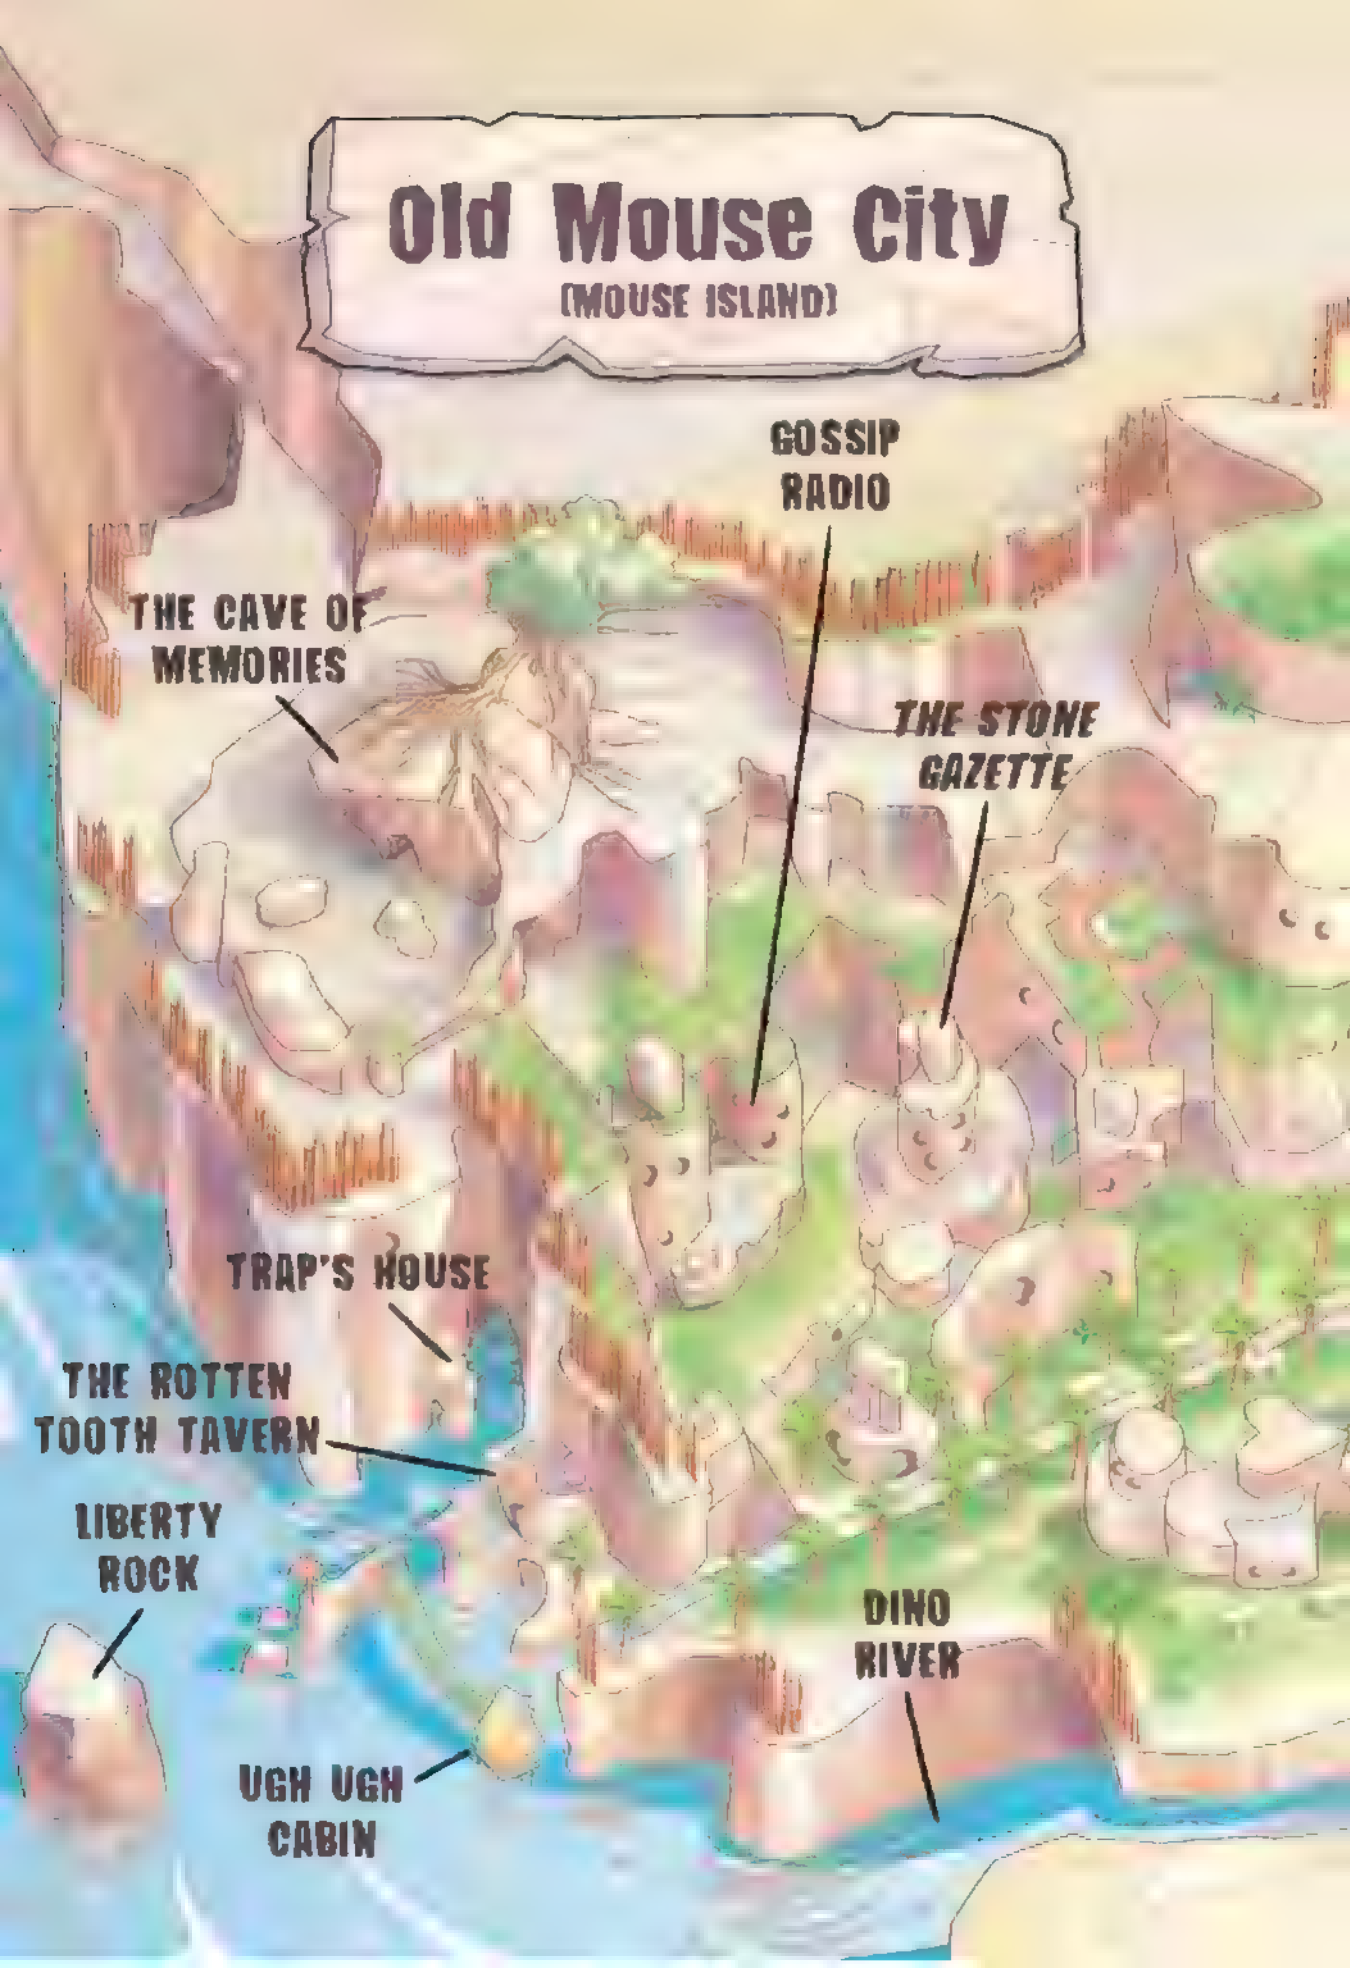 Old Mouse City
(MOUSE ISLAND)
GOSSIP
RADIO
THE CAVE OF
MEMORIES
THE STONE
GAZETTE
TRAP'S HOUSE
THE ROTTEN
TOOTH TAVERN
LIBERTY
ROCK
DINO
RIVER
UGH UGH
CABIN